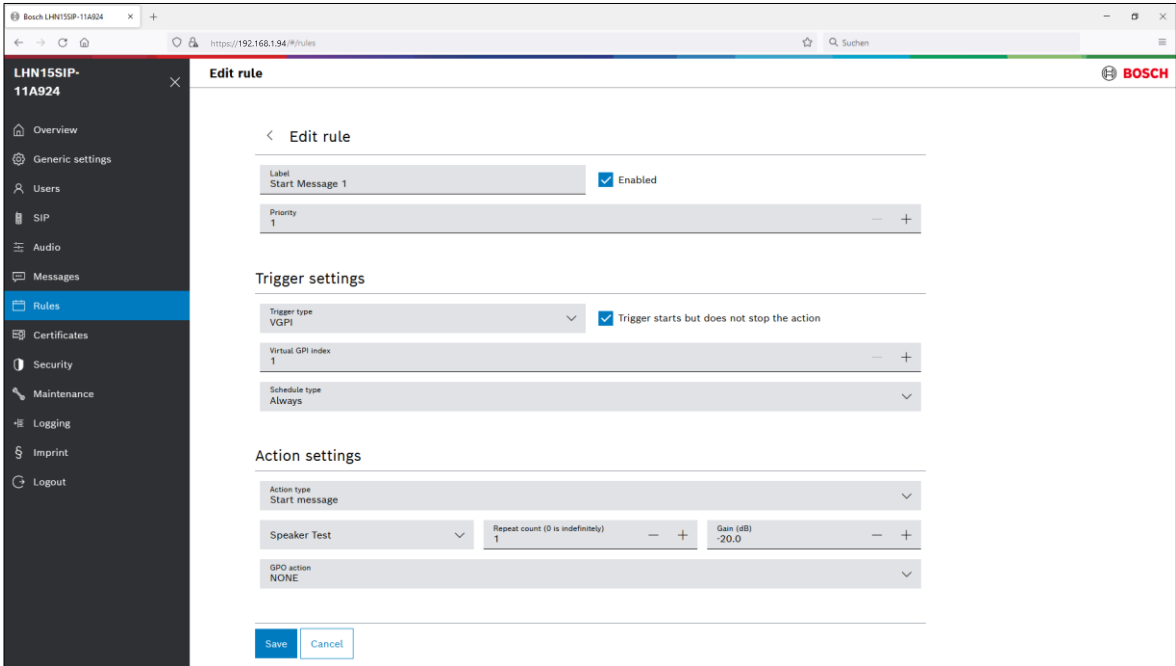 Bosch LHN15SIP-11A924
https://192.168.1.94/#/rules
Suchen
LHN15SIP-
11A924
Edit rule
BOSCH
Overview
Generic settings
Users
SIP
Audio
Messages
Rules
Certificates
Security
Maintenance
Logging
§ Imprint
Logout
Edit rule
Label
Start Message 1
Enabled
Priority
1
Trigger settings
Trigger type
VGPI
Trigger starts but does not stop the action
Virtual GPI index
1
Schedule type
Always
Action settings
Action type
Start message
Speaker Test
Repeat count (0 is indefinitely)
1
Gain (dB)
-20.0
GPO action
NONE
Save
Cancel